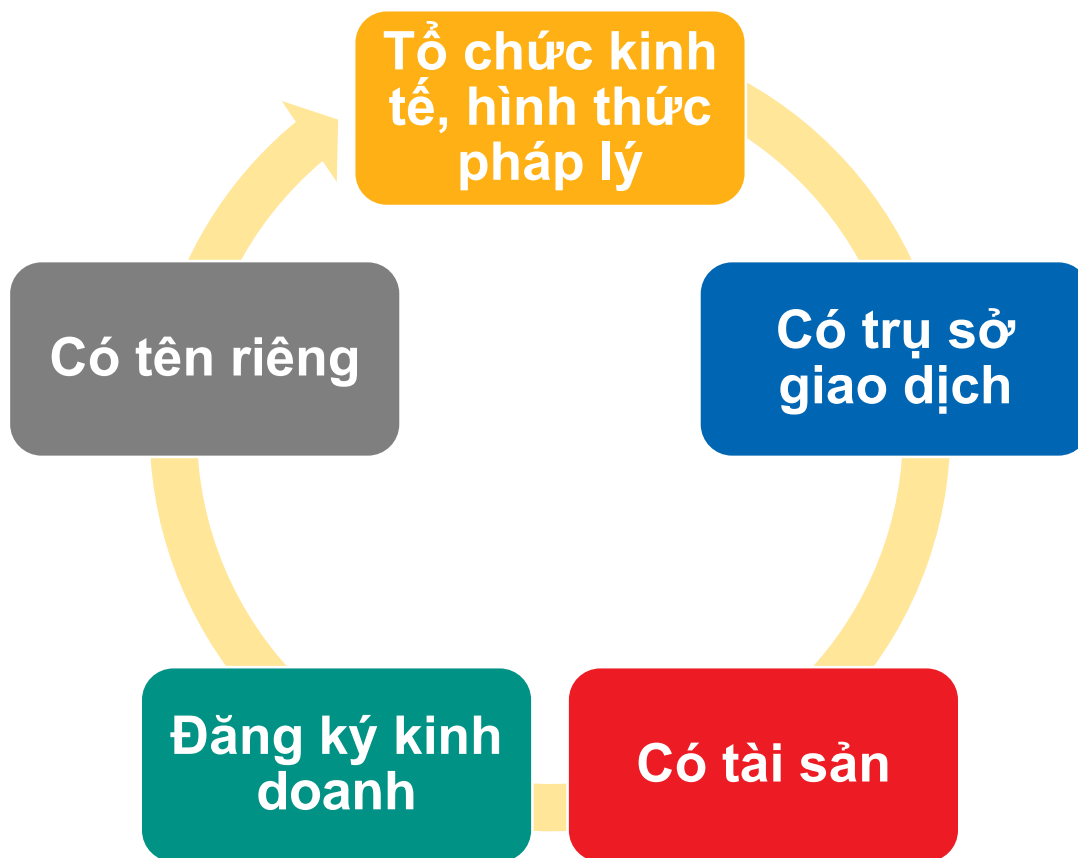 Tổ chức kinh
tế, hình thức
pháp lý
Có trụ sở
giao dịch
Có tài sản
Đăng ký kinh
doanh
Có tên riêng